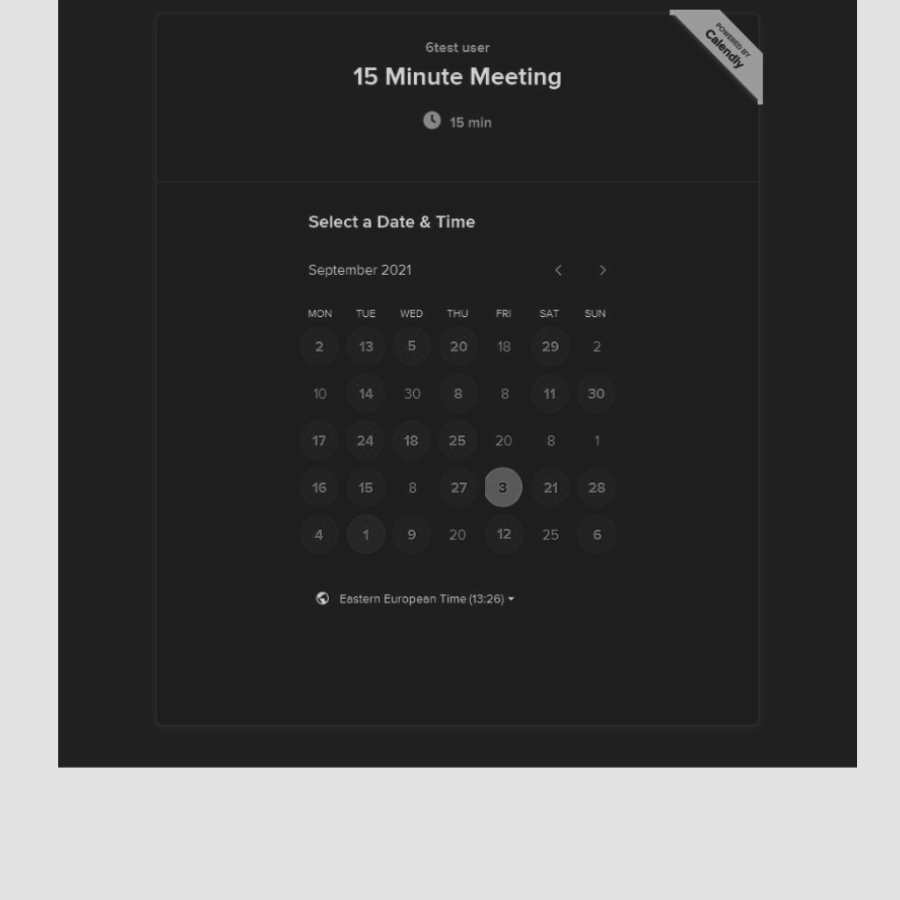 POWERED BY
Calendly
6test user
15 Minute Meeting
15 min
Select a Date & Time
September 2021
MON TUE WED THU FRI SAT SUN
2 13 5 20 18 29 2
10 14 30 8 8 11 30
17 24 18 25 20 8 1
16 15 8 27 3 21 28
4 1 9 20 12 25 6
Eastern European Time (13:26)